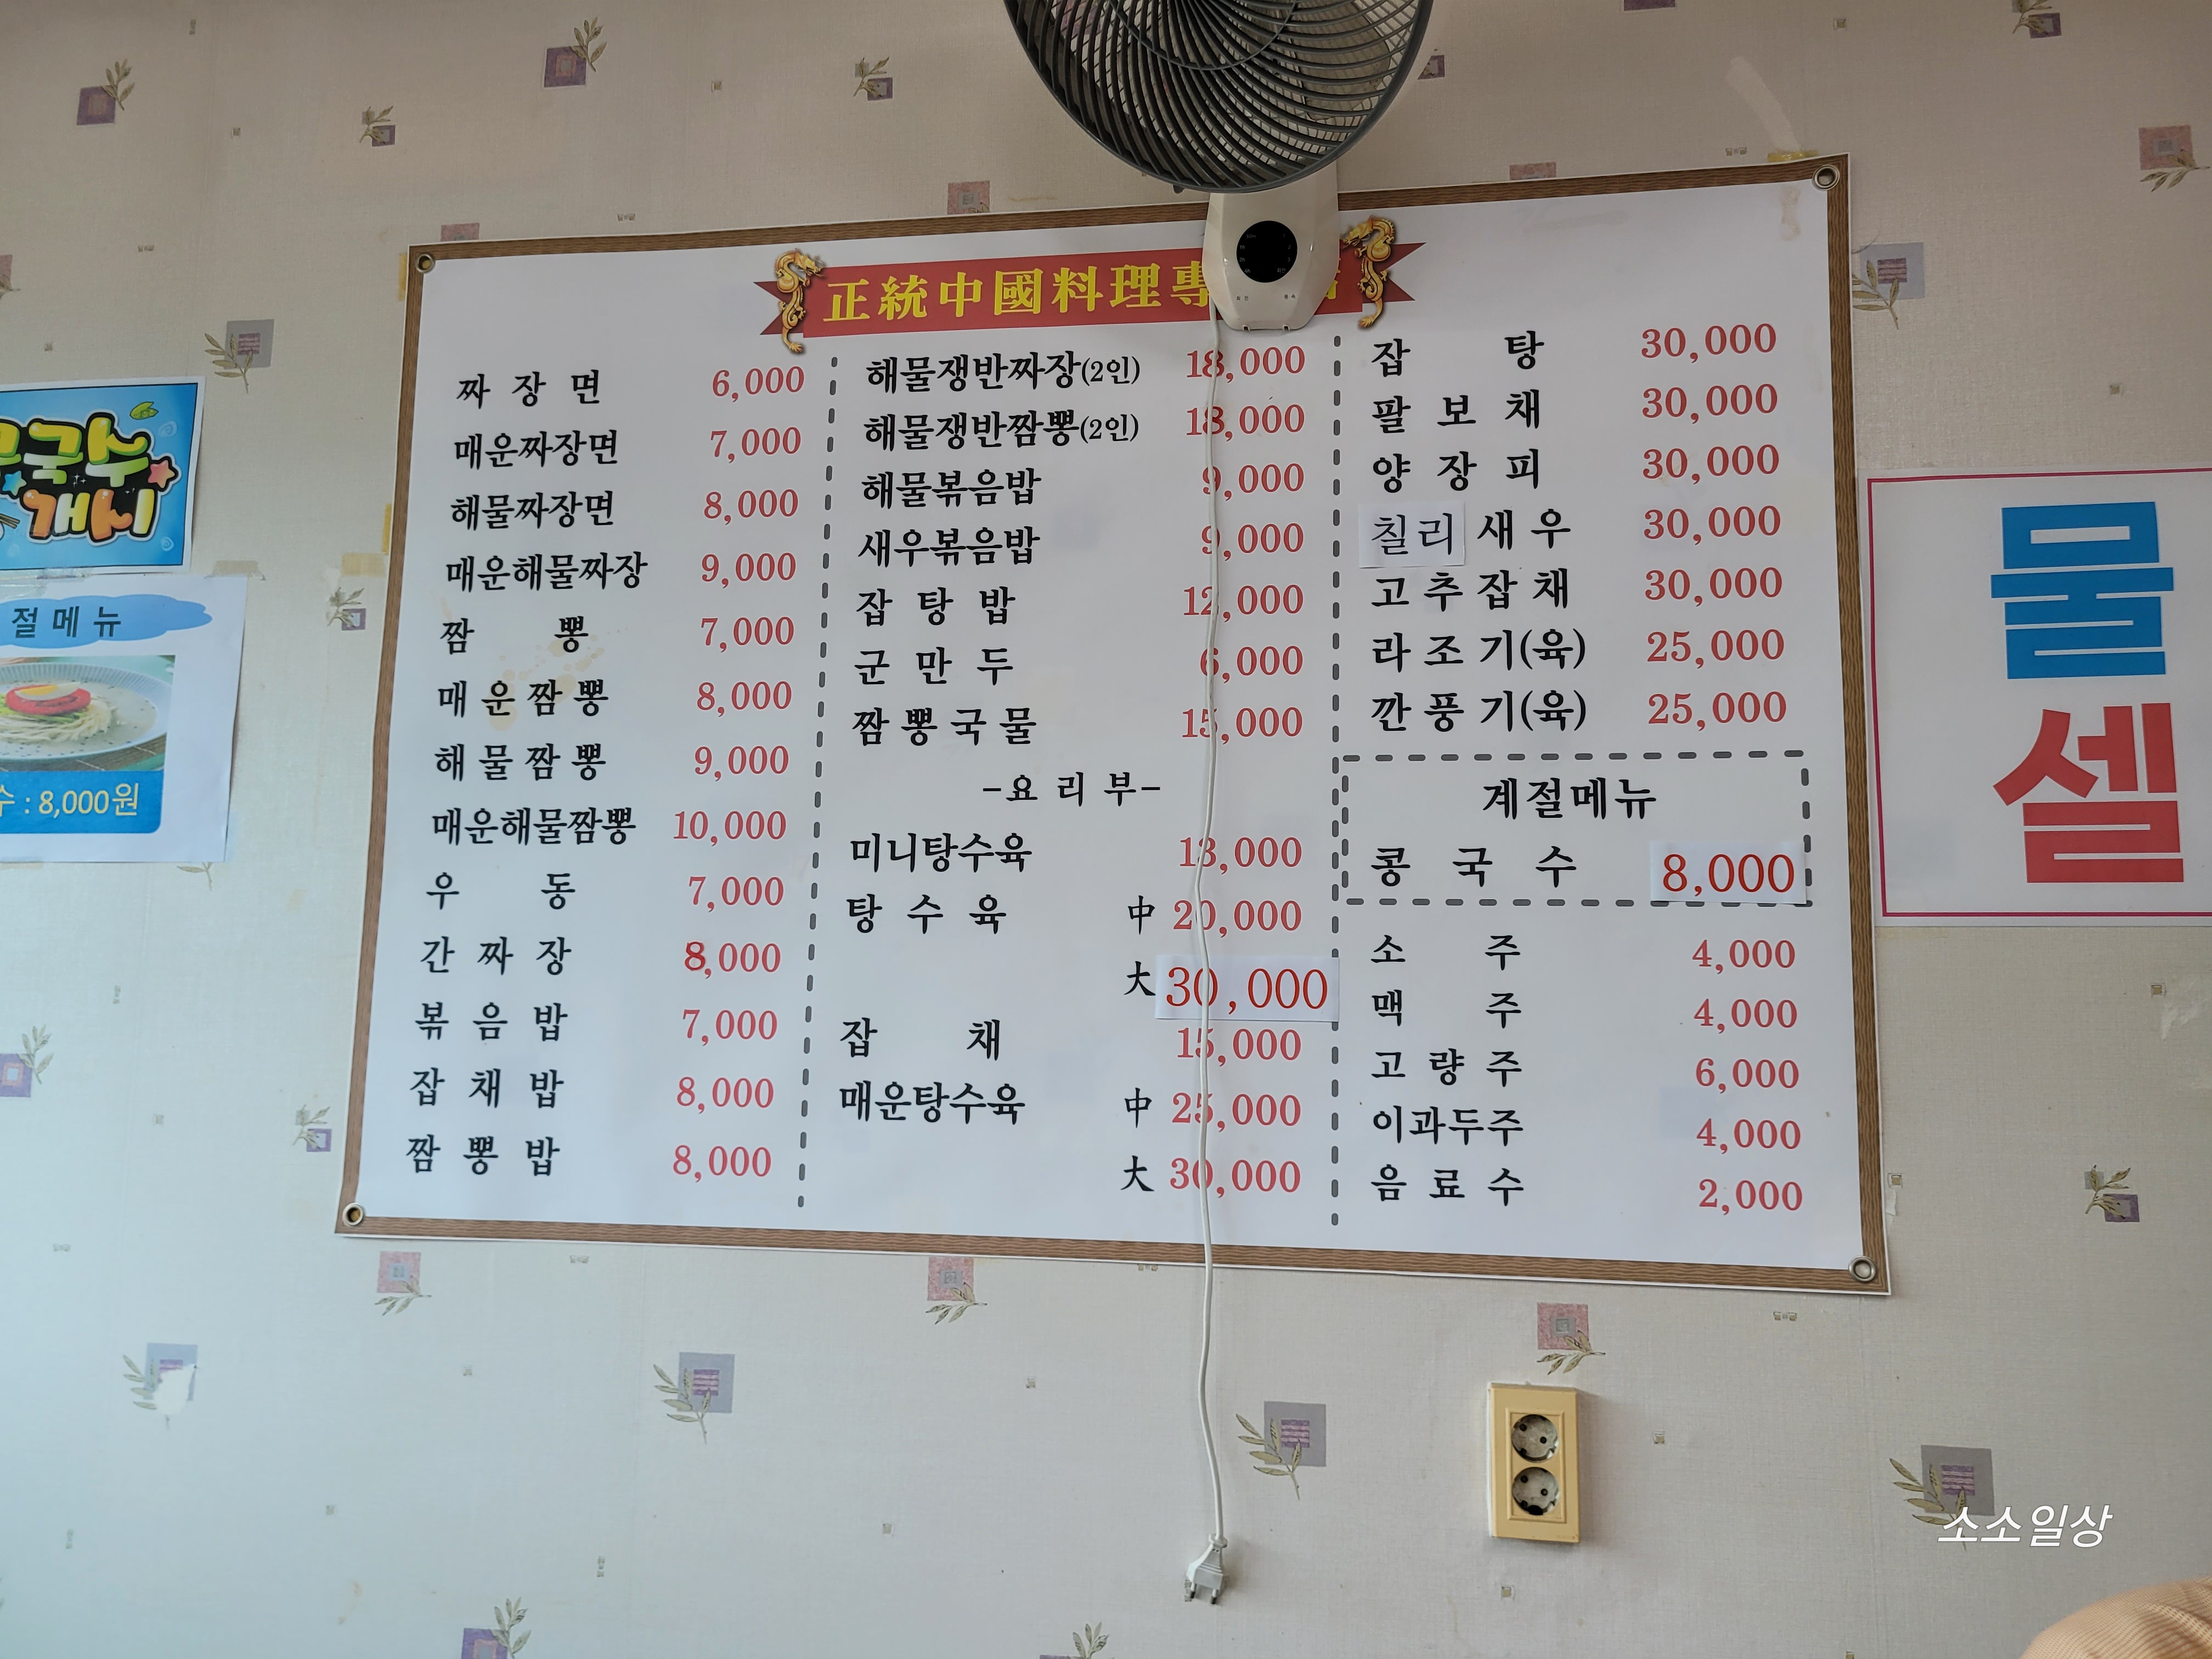 正統中國料理專
짜장면 6,000
매운짜장면 7,000
해물짜장면 8,000
매운해물짜장 9,000
짬뽕 7,000
매운짬뽕 8,000
해물짬뽕 9,000
매운해물짬뽕 10,000
우동 7,000
간짜장 8,000
볶음밥 7,000
잡채밥 8,000
짬뽕밥 8,000
해물쟁반짜장(2인) 18,000
해물쟁반짬뽕(2인) 18,000
해물볶음밥 9,000
새우볶음밥 9,000
잡탕밥 12,000
군만두 6,000
짬뽕국물 15,000
-요리부-
미니탕수육 13,000
탕수육 中 20,000
大 30,000
잡채 15,000
매운탕수육 中 25,000
大 30,000
잡탕 30,000
팔보채 30,000
양장피 30,000
칠리새우 30,000
고추잡채 30,000
라조기(육) 25,000
깐풍기(육) 25,000
계절메뉴
콩국수 8,000
소주 4,000
맥주 4,000
고량주 6,000
이과두주 4,000
음료수 2,000
국수
개시
절메뉴
수 : 8,000원
물
셀
소소일상